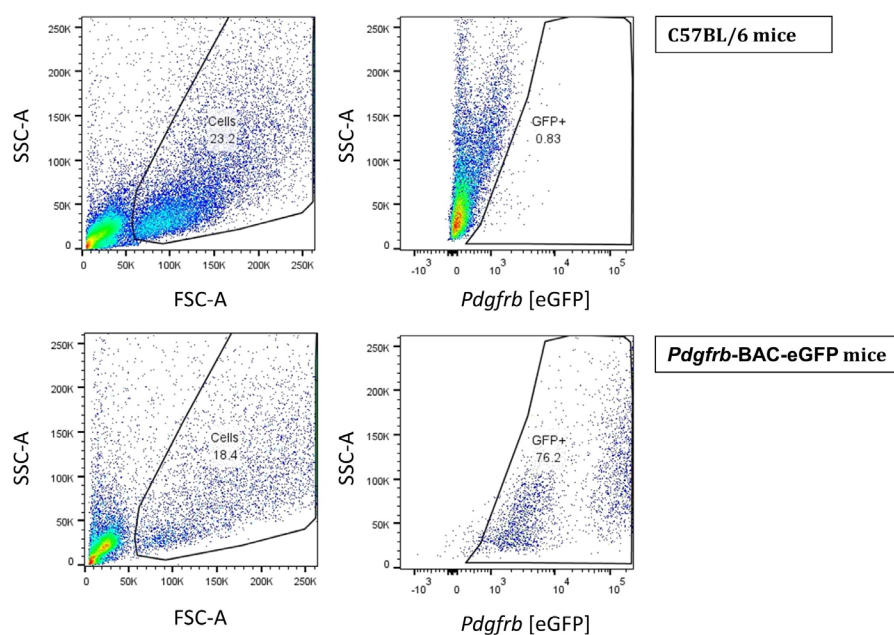 C57BL/6 mice
SSC-A
250K
200K
150K
100K
50K
0
Cells
23.2
0 50K 100K 150K 200K 250K
FSC-A
SSC-A
250K
200K
150K
100K
50K
0
GFP+
0.83
-10³ 0 10³ 10⁴ 10⁵
Pdgfrb [eGFP]
Pdgfrb-BAC-eGFP mice
SSC-A
250K
200K
150K
100K
50K
0
Cells
18.4
0 50K 100K 150K 200K 250K
FSC-A
SSC-A
250K
200K
150K
100K
50K
0
GFP+
76.2
-10³ 0 10³ 10⁴ 10⁵
Pdgfrb [eGFP]